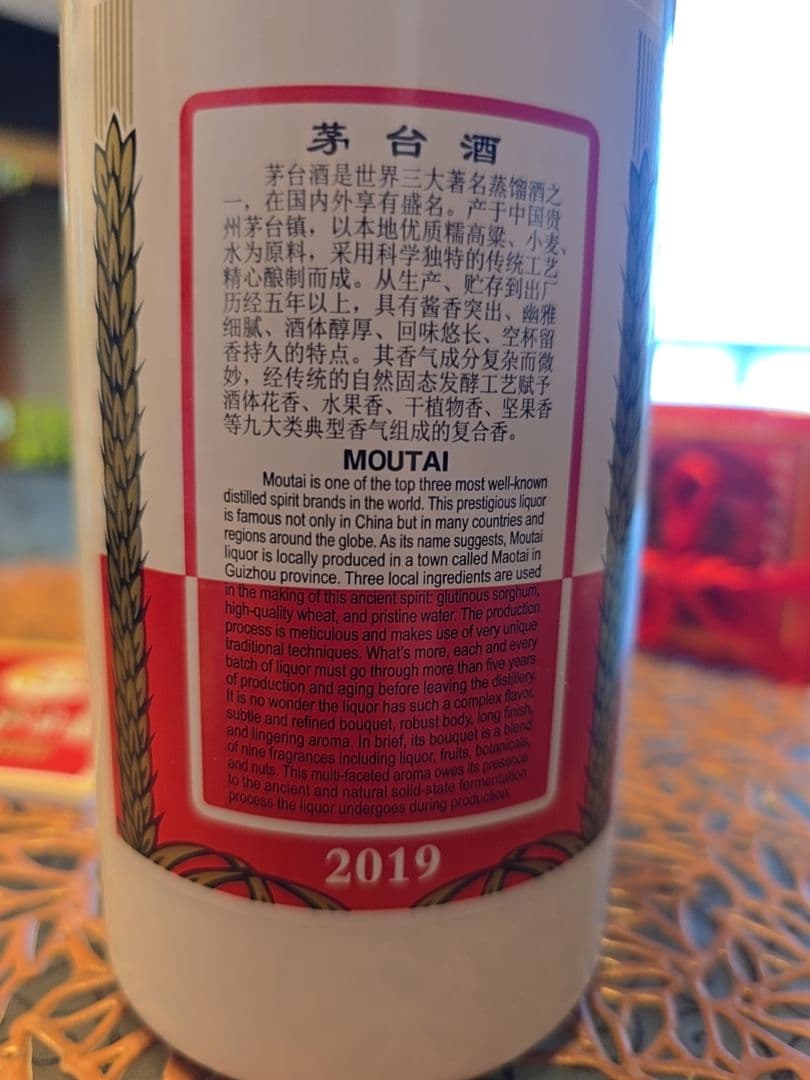 茅台酒
茅台酒是世界三大著名蒸馏酒之
一，在国内外享有盛名。产于中国贵
州茅台镇，以本地优质糯高粱、小麦、
水为原料，采用科学独特的传统工艺
精心酿制而成。从生产、贮存到出厂
历经五年以上，具有酱香突出、幽雅
细腻、酒体醇厚、回味悠长、空杯留
香持久的特点。其香气成分复杂而微
妙，经传统的自然固态发酵工艺赋予
酒体花香、水果香、干植物香、坚果香
等九大类典型香气组成的复合香。
MOUTAI
Moutai is one of the top three most well-known
distilled spirit brands in the world. This prestigious liquor
is famous not only in China but in many countries and
regions around the globe. As its name suggests, Moutai
liquor is locally produced in a town called Maotai in
Guizhou province. Three local ingredients are used
in the making of this ancient spirit: glutinous sorghum,
high-quality wheat, and pristine water. The production
process is meticulous and makes use of very unique
traditional techniques. What's more, each and every
batch of liquor must go through more than five years
of production and aging before leaving the distillery.
It is no wonder the liquor has such a complex flavor,
subtle and refined bouquet, robust body, long finish,
and lingering aroma. In brief, its bouquet is a blend
of nine fragrances including liquor, fruits, botanicals,
and nuts. This multi-faceted aroma owes its presence
to the ancient and natural solid-state fermentation
process the liquor undergoes during production.
2019